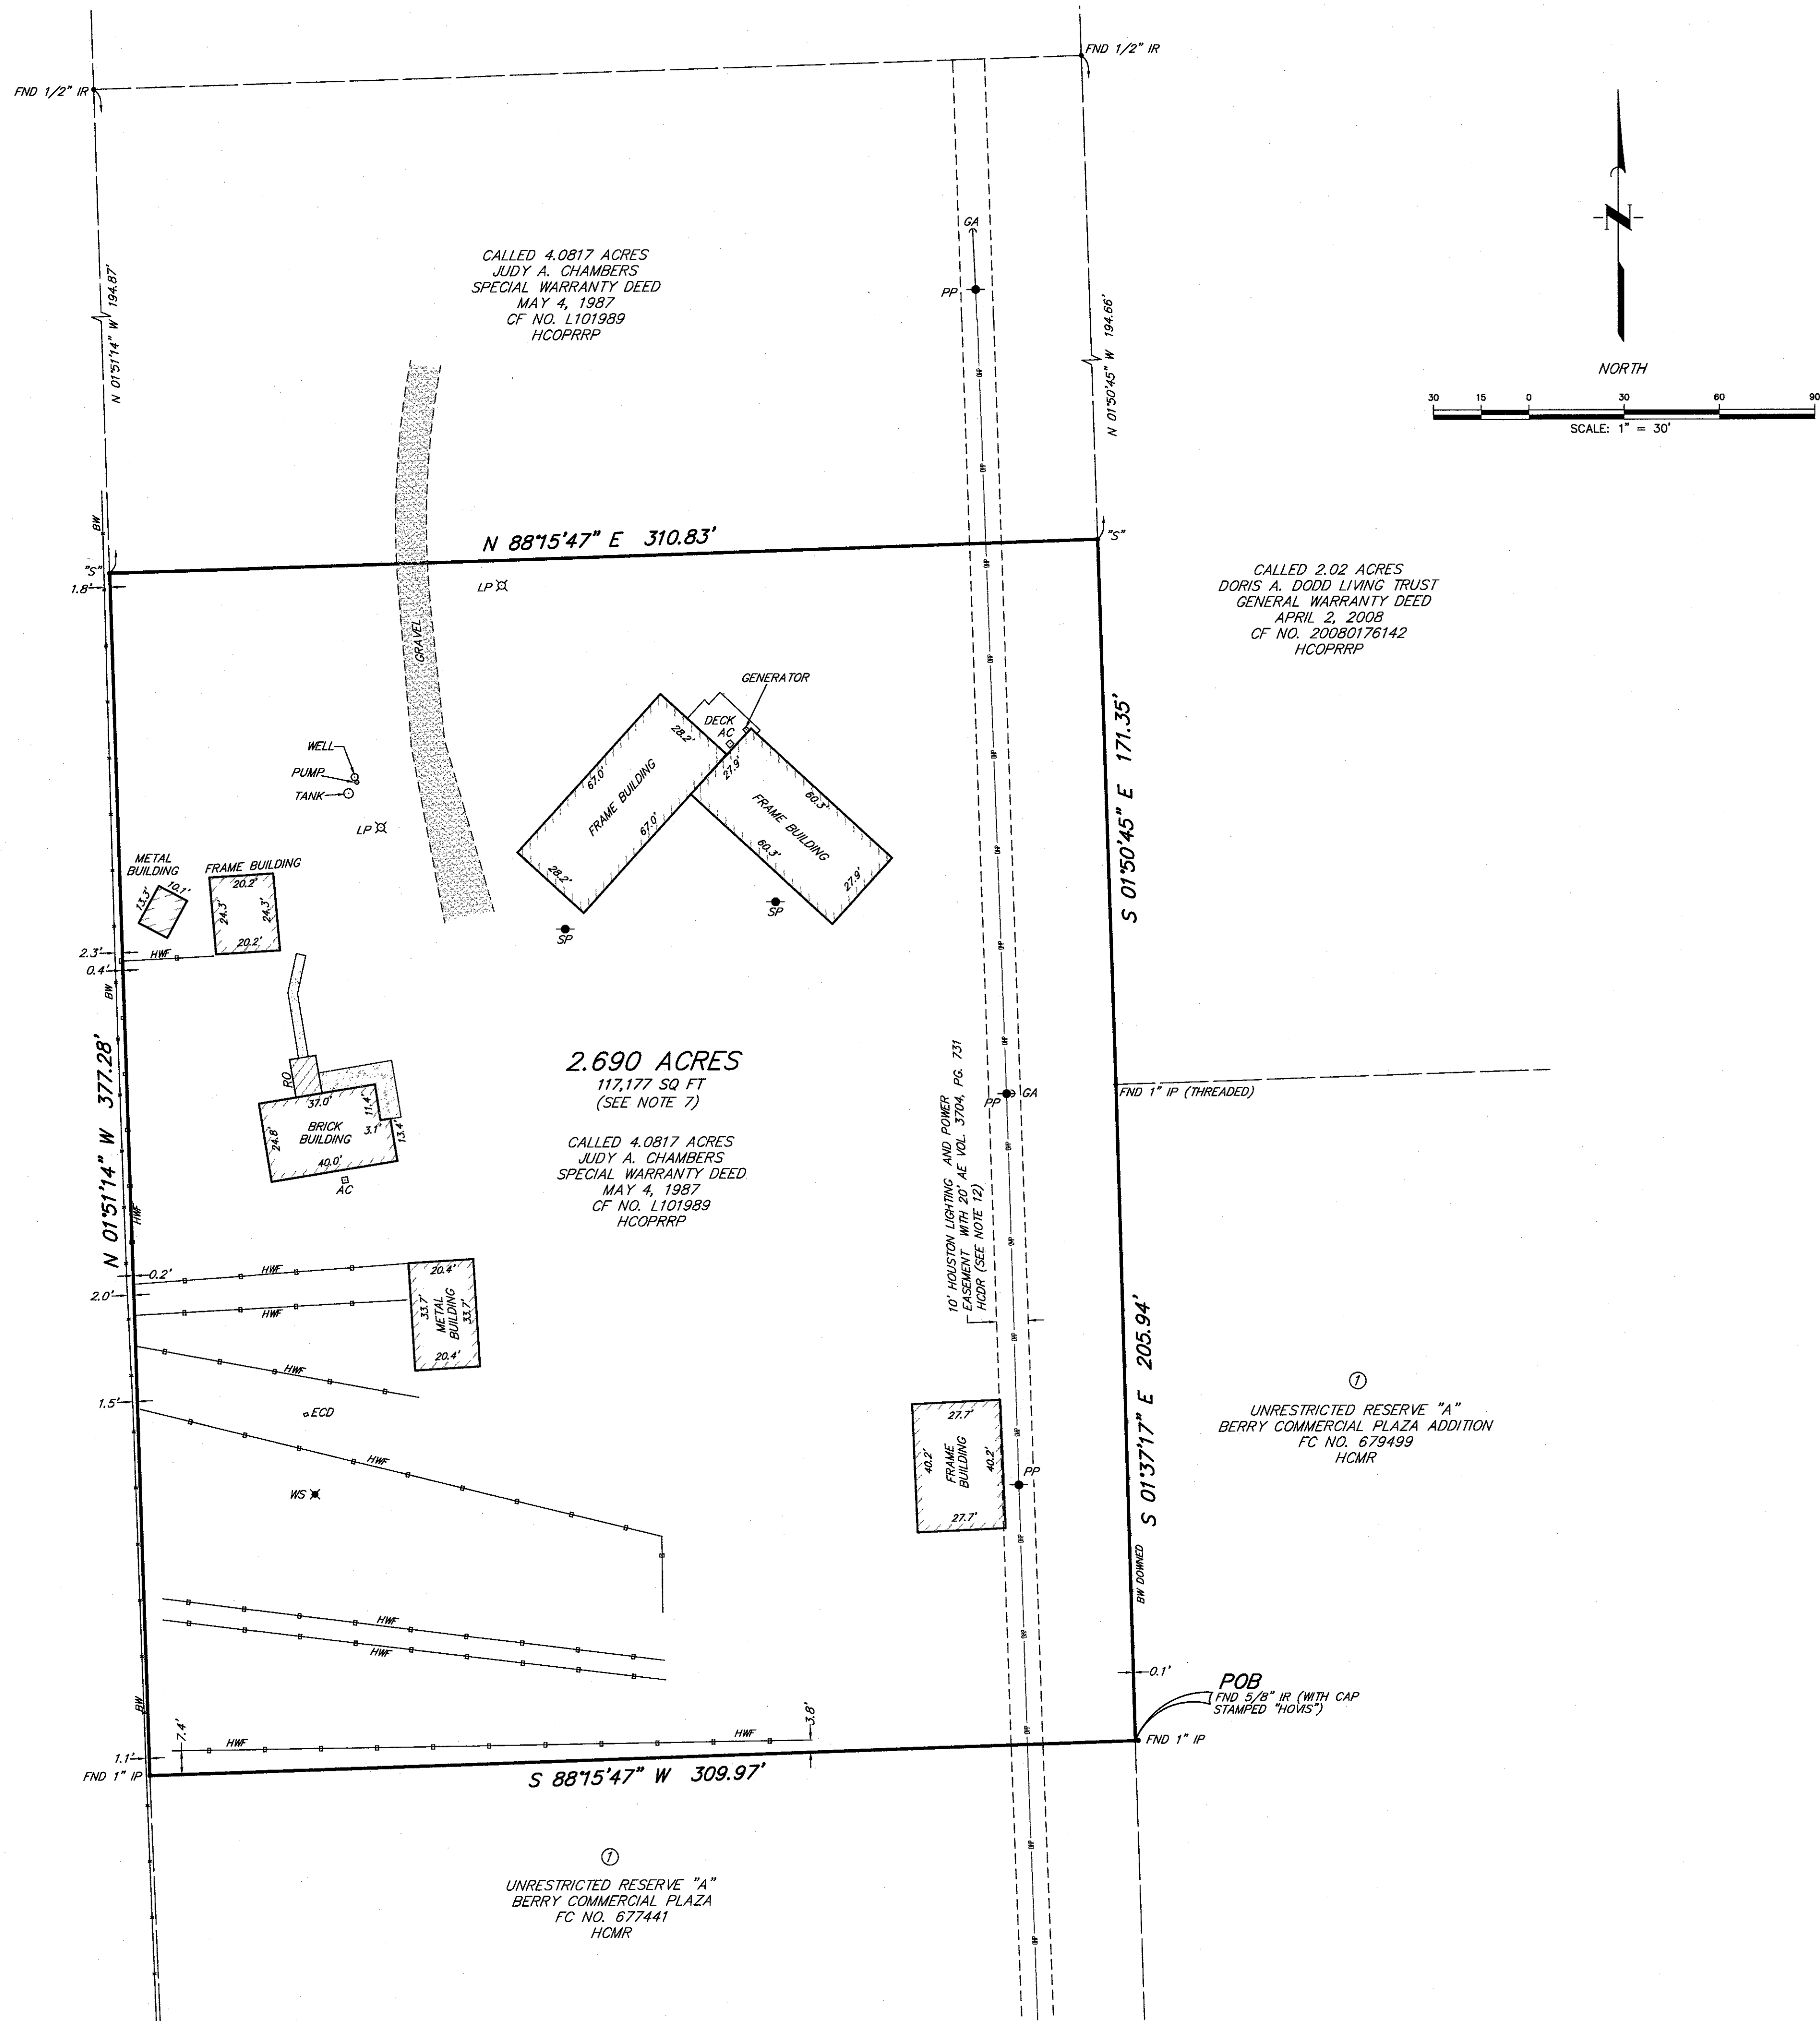 FND 1/2" IR
FND 1/2" IR
N 01°51'14" W 194.87'
N 01°50'45" W 194.66'
CALLED 4.0817 ACRES
JUDY A. CHAMBERS
SPECIAL WARRANTY DEED
MAY 4, 1987
CF NO. L101989
HCOPRRP
GA
PP
N
NORTH
30 15 0 30 60 90
SCALE: 1" = 30'
BW
"S"
1.8'
N 88°15'47" E 310.83'
"S"
LP
GRAVEL
CALLED 2.02 ACRES
DORIS A. DODD LIVING TRUST
GENERAL WARRANTY DEED
APRIL 2, 2008
CF NO. 20080176142
HCOPRRP
S 01°50'45" E 171.35'
GENERATOR
DECK
AC
28.2'
67.0'
FRAME BUILDING
67.0'
28.2'
27.9'
60.3'
FRAME BUILDING
60.3'
27.9'
WELL
PUMP
TANK
LP
SP
SP
METAL
BUILDING
13.3'
10.1'
FRAME BUILDING
20.2'
24.3'
24.3'
20.2'
2.3'
HWF
0.4'
BW
N 01°51'14" W 377.28'
RO
37.0'
11.4'
3.1'
13.4'
BRICK
BUILDING
24.8'
40.0'
AC
2.690 ACRES
117,177 SQ FT
(SEE NOTE 7)
CALLED 4.0817 ACRES
JUDY A. CHAMBERS
SPECIAL WARRANTY DEED
MAY 4, 1987
CF NO. L101989
HCOPRRP
10' HOUSTON LIGHTING AND POWER
EASEMENT WITH 20' AE VOL. 3704, PG. 731
HCDR (SEE NOTE 12)
PP
GA
FND 1" IP (THREADED)
HWF
0.2'
HWF
2.0'
HWF
20.4'
33.7'
METAL
BUILDING
33.7'
20.4'
HWF
1.5'
ECD
HWF
WS
27.7'
40.2'
FRAME
BUILDING
40.2'
27.7'
PP
S 01°37'17" E 205.94'
BW DOWNED
1
UNRESTRICTED RESERVE "A"
BERRY COMMERCIAL PLAZA ADDITION
FC NO. 679499
HCMR
HWF
HWF
BW
0.1'
POB
FND 5/8" IR (WITH CAP
STAMPED "HOVIS")
FND 1" IP
7.4'
HWF
HWF
3.8'
1.1'
FND 1" IP
S 88°15'47" W 309.97'
1
UNRESTRICTED RESERVE "A"
BERRY COMMERCIAL PLAZA
FC NO. 677441
HCMR